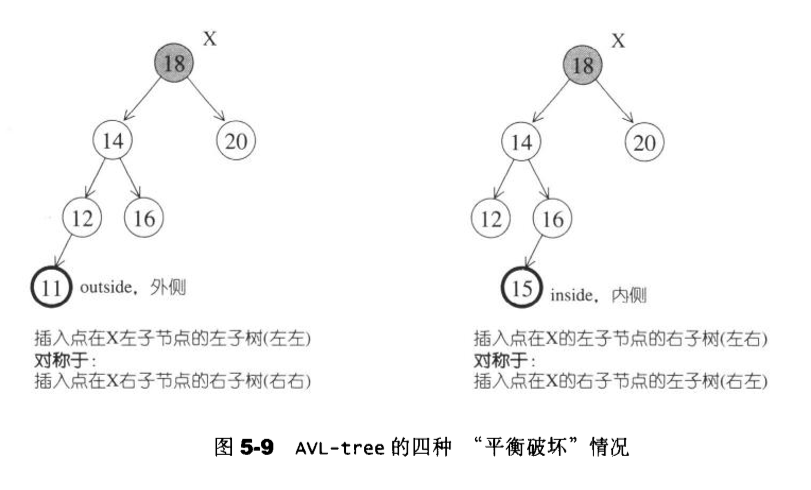 X
18
14
20
12
16
11
outside，外侧
插入点在X左子节点的左子树(左左)
对称于：
插入点在X右子节点的右子树(右右)
X
18
14
20
12
16
15
inside，内侧
插入点在X的左子节点的右子树(左右)
对称于：
插入点在X的右子节点的左子树(右左)
图 5-9 AVL-tree 的四种 “平衡破坏”情况